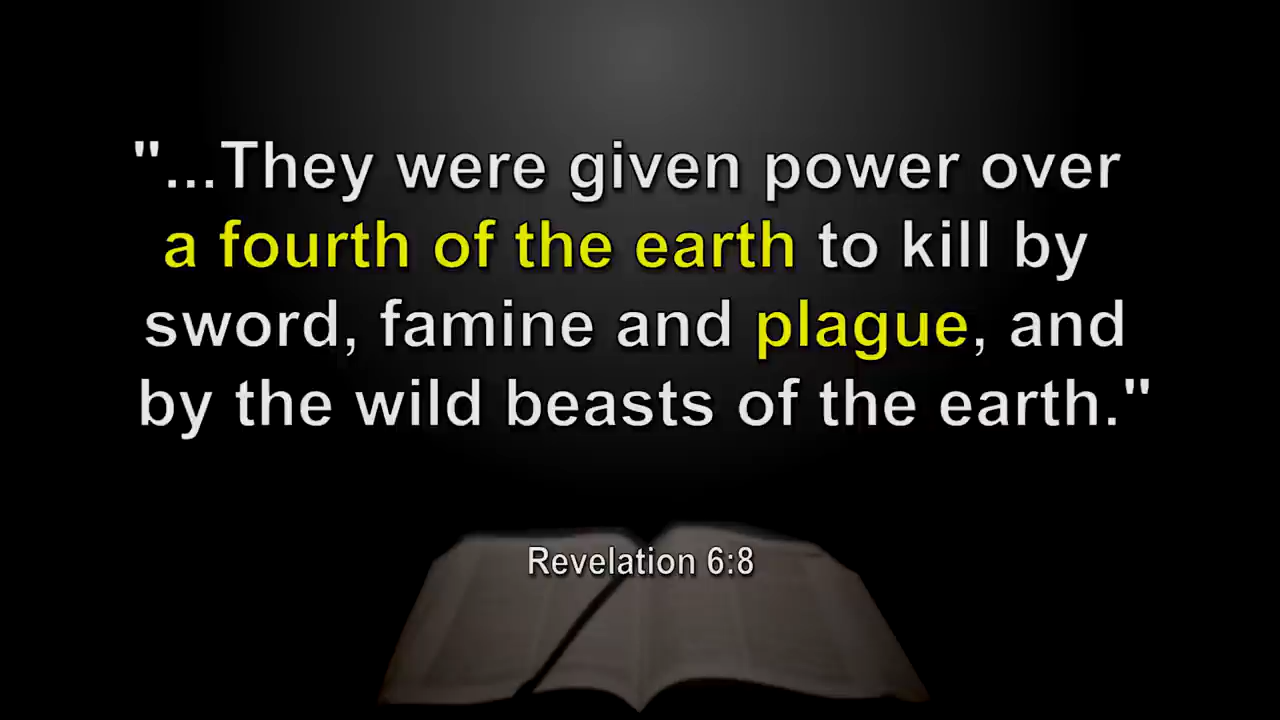 "...They were given power over
a fourth of the earth to kill by
sword, famine and plague, and
by the wild beasts of the earth."
Revelation 6:8